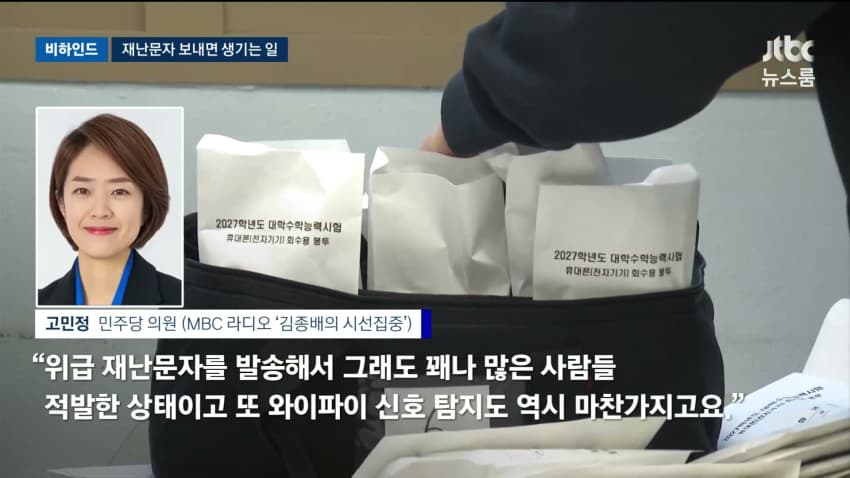 비하인드
재난문자 보내면 생기는 일
jtbc
뉴스룸
2027학년도 대학수학능력시험
휴대폰(전자기기) 회수용 봉투
2027학년도 대학수학능력시험
휴대폰(전자기기) 회수용 봉투
고민정 민주당 의원 (MBC 라디오 ‘김종배의 시선집중’)
“위급 재난문자를 발송해서 그래도 꽤나 많은 사람들
적발한 상태이고 또 와이파이 신호 탐지도 역시 마찬가지고요.”